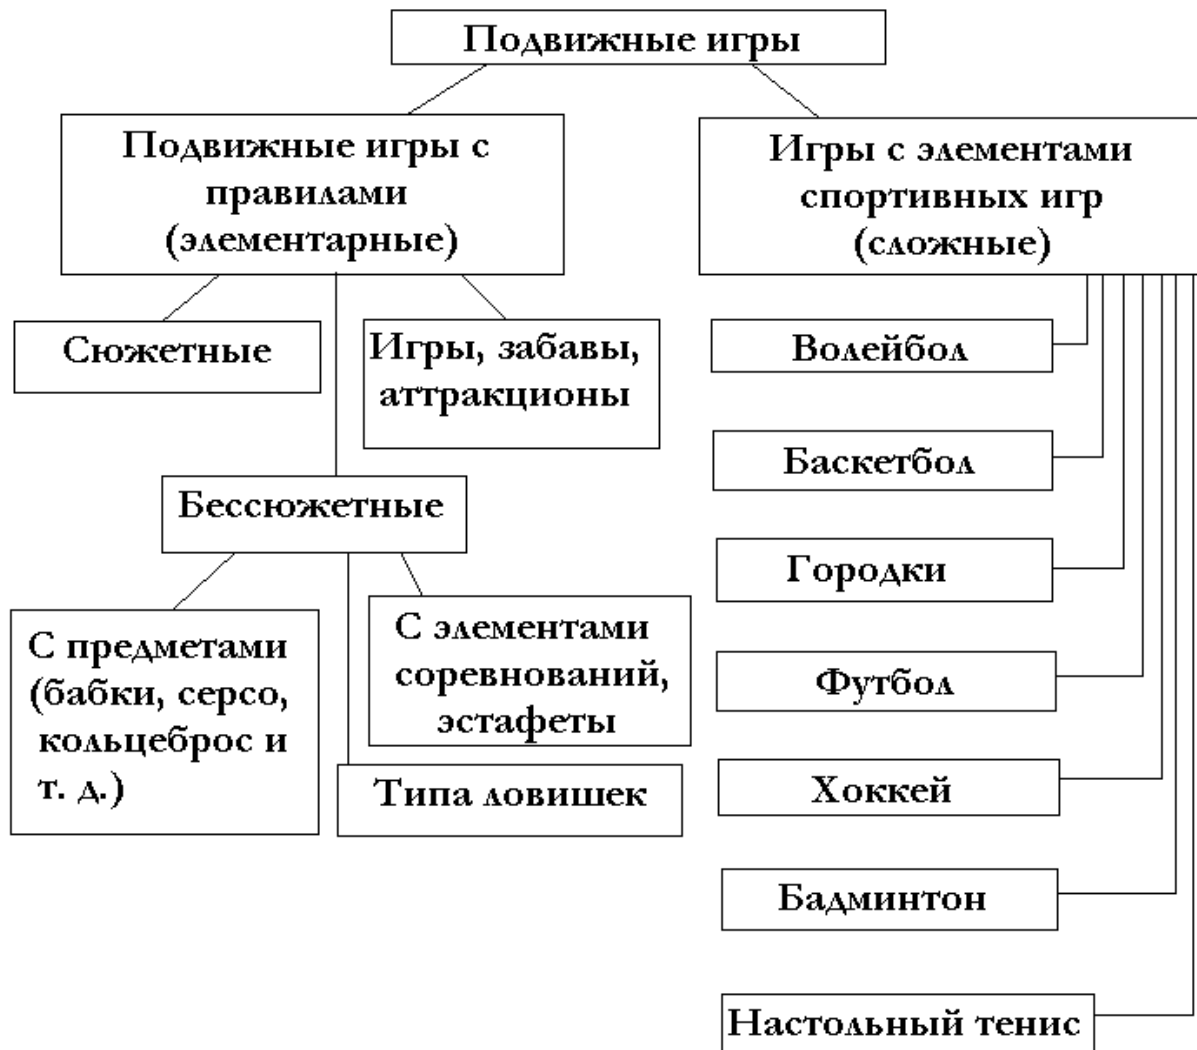 Подвижные игры
Подвижные игры с
правилами
(элементарные)
Игры с элементами
спортивных игр
(сложные)
Сюжетные
Игры, забавы,
аттракционы
Бессюжетные
С предметами
(бабки, серсо,
кольцеброс и
т. д.)
С элементами
соревнований,
эстафеты
Типа ловишек
Волейбол
Баскетбол
Городки
Футбол
Хоккей
Бадминтон
Настольный тенис